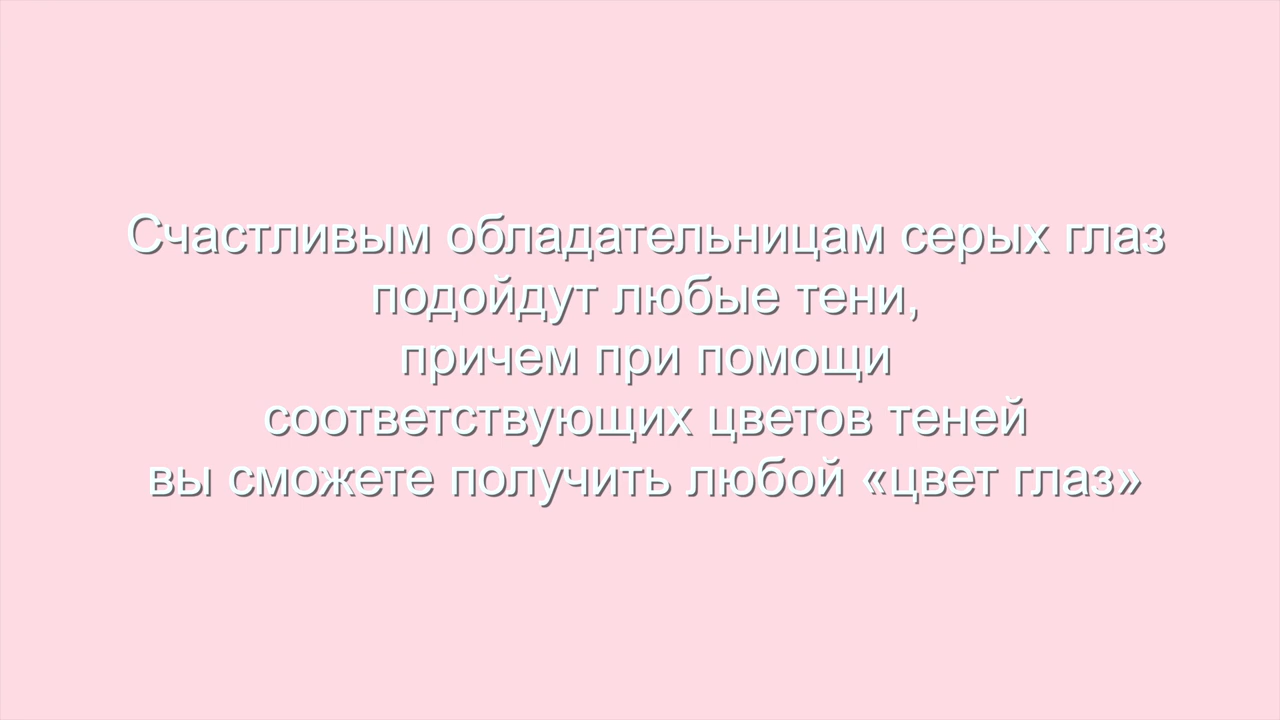 Счастливым обладательницам серых глаз
подойдут любые тени,
причем при помощи
соответствующих цветов теней
вы сможете получить любой «цвет глаз»